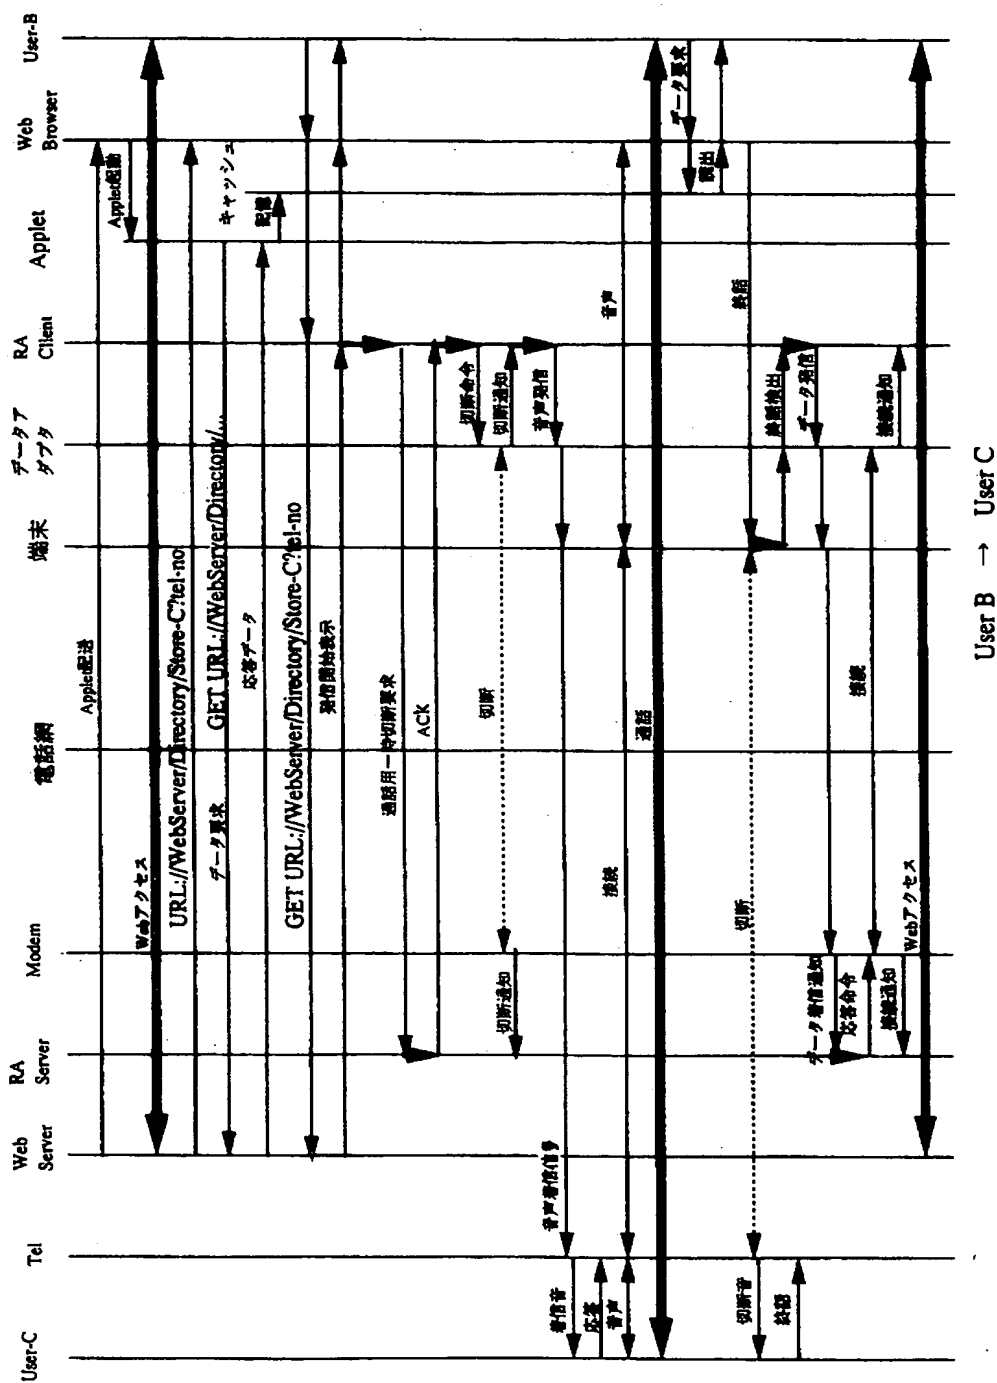 User-C
Tel
Web
Server
RA
Server
Modem
電話網
端末
データア
ダプタ
RA
Client
Applet
Web
Browser
User-B
Applet配送
Applet起動
Webアクセス
URL://WebServer/Directory/Store-C?tel-no
データ要求
GET URL://WebServer/Directory/...
キャッシュ
応答データ
記憶
GET URL://WebServer/Directory/Store-C?tel-no
発信開始表示
通話用一時切断要求
ACK
切断命令
切断
切断通知
切断通知
音声発信
音声着信信号
着信音
応答
音声
接続
音声
通話
データ要求
検出
切断
終話
切断音
終話
終話検出
データ発信
データ着信通知
応答命令
接続
接続通知
接続通知
Webアクセス
User B → User C